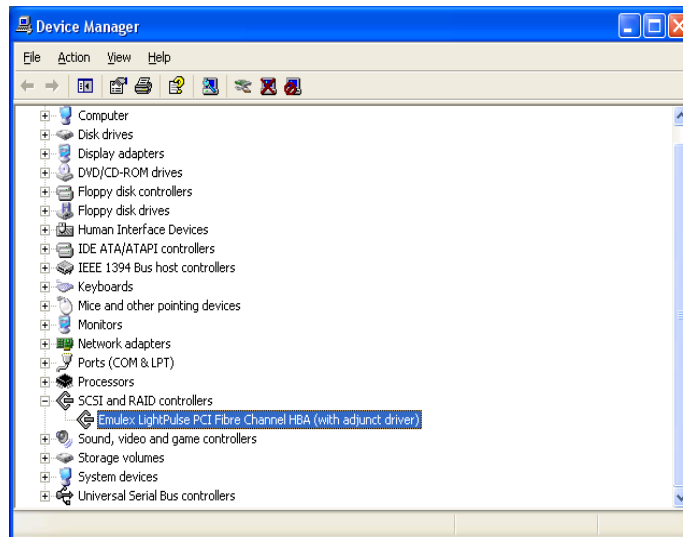 Device Manager
File Action View Help
Computer
Disk drives
Display adapters
DVD/CD-ROM drives
Floppy disk controllers
Floppy disk drives
Human Interface Devices
IDE ATA/ATAPI controllers
IEEE 1394 Bus host controllers
Keyboards
Mice and other pointing devices
Monitors
Network adapters
Ports (COM & LPT)
Processors
SCSI and RAID controllers
Emulex LightPulse PCI Fibre Channel HBA (with adjunct driver)
Sound, video and game controllers
Storage volumes
System devices
Universal Serial Bus controllers